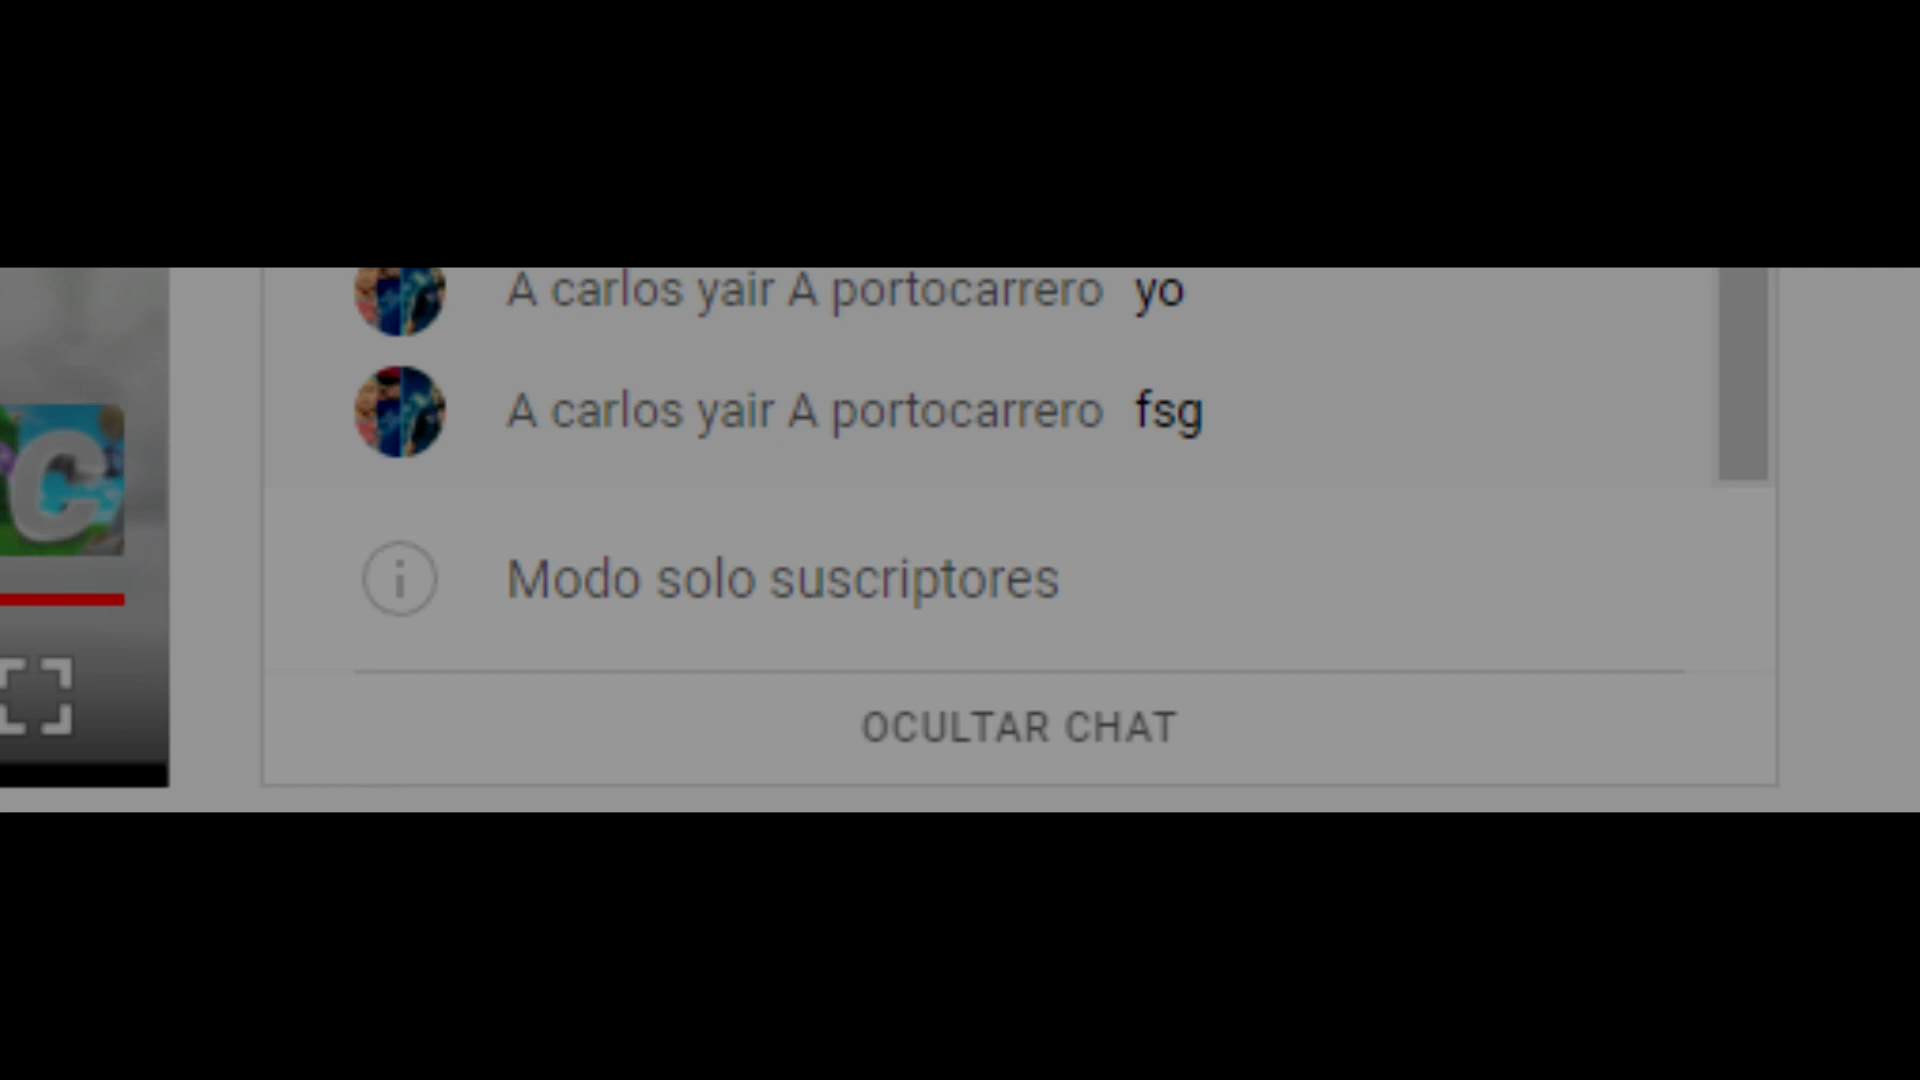 A carlos yair A portocarrero yo
A carlos yair A portocarrero fsg
C
Modo solo suscriptores
OCULTAR CHAT